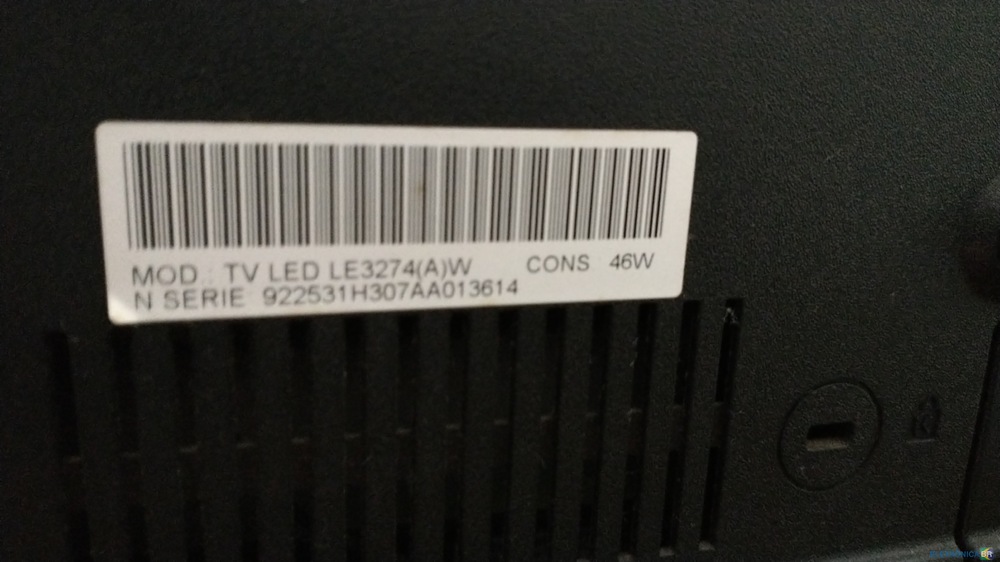 MOD.: TV LED LE3274(A)W CONS 46W
N SERIE 922531H307AA013614